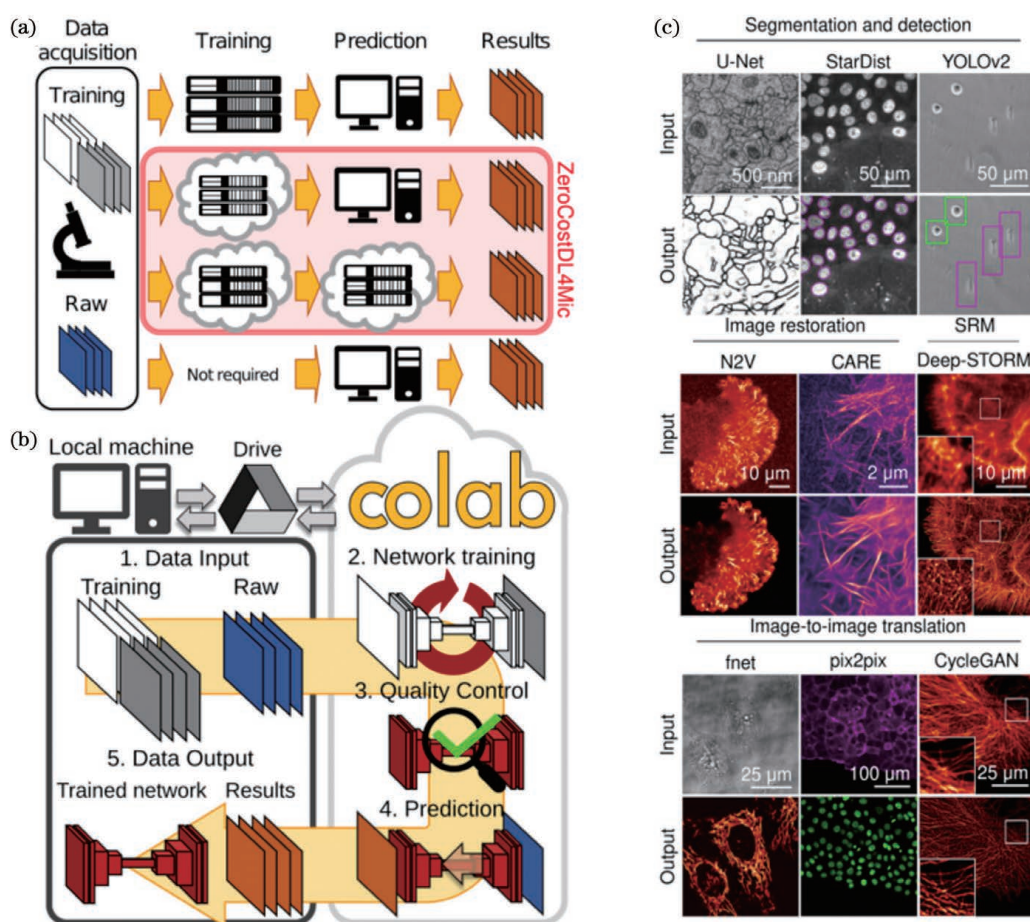 (a)
Data
acquisition
Training
Prediction
Results
Training
Raw
ZeroCostDL4Mic
Not required
(b)
Local machine
Drive
colab
1. Data Input
Training
Raw
2. Network training
3. Quality Control
4. Prediction
5. Data Output
Trained network
Results
(c)
Segmentation and detection
U-Net
StarDist
YOLOv2
Input
500 nm
50 µm
50 µm
Output
Image restoration
SRM
N2V
CARE
Deep-STORM
Input
10 µm
2 µm
10 µm
Output
Image-to-image translation
fnet
pix2pix
CycleGAN
Input
25 µm
100 µm
25 µm
Output